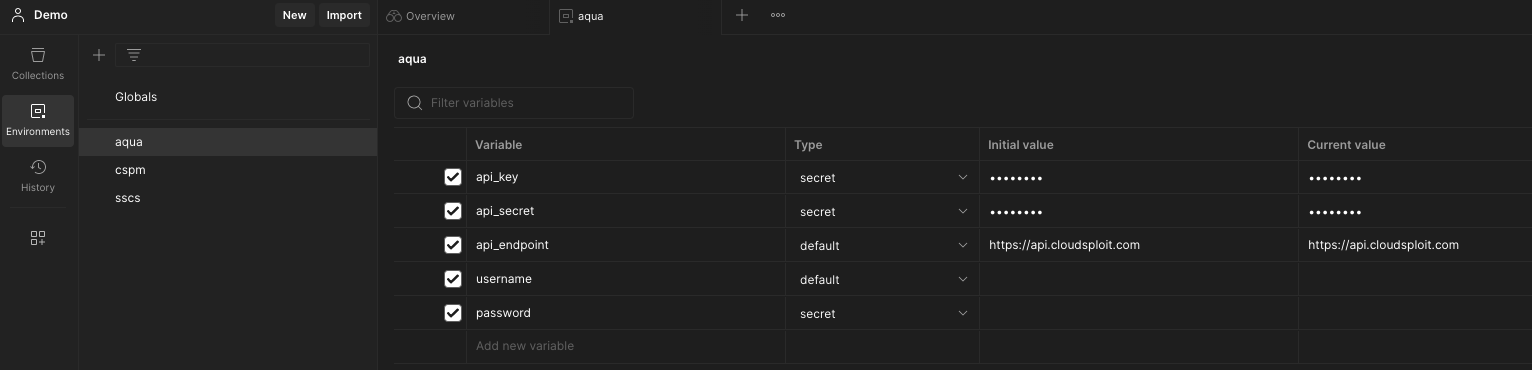 Demo
New
Import
Overview
aqua
Collections
Environments
History
Globals
aqua
cspm
sscs
aqua
Filter variables
Variable Type Initial value Current value
api_key secret •••••••• ••••••••
api_secret secret •••••••• ••••••••
api_endpoint default https://api.cloudsploit.com https://api.cloudsploit.com
username default
password secret
Add new variable